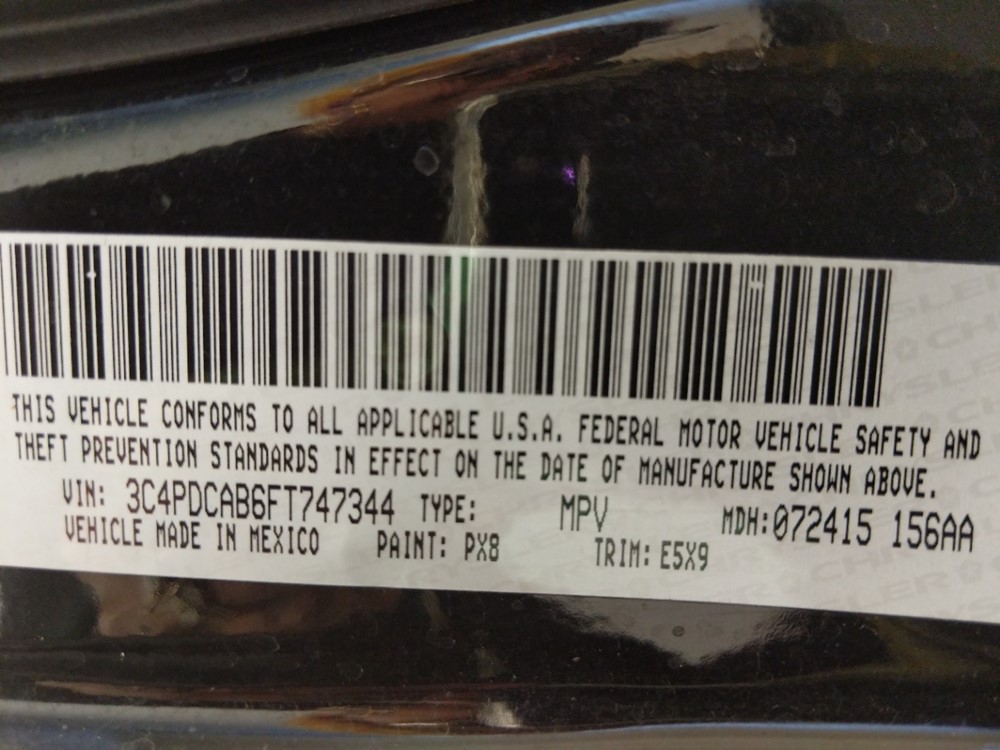 THIS VEHICLE CONFORMS TO ALL APPLICABLE U.S.A. FEDERAL MOTOR VEHICLE SAFETY AND
THEFT PREVENTION STANDARDS IN EFFECT ON THE DATE OF MANUFACTURE SHOWN ABOVE.
VIN: 3C4PDCAB6FT747344 TYPE: MPV MDH:072415 156AA
VEHICLE MADE IN MEXICO PAINT: PX8 TRIM: E5X9